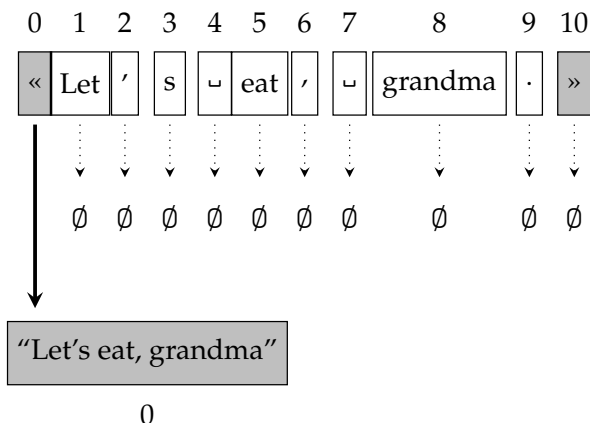 0 1 2 3 4 5 6 7 8 9 10
« Let ’ s ␣ eat , ␣ grandma . »
∅ ∅ ∅ ∅ ∅ ∅ ∅ ∅ ∅ ∅
“Let’s eat, grandma”
0